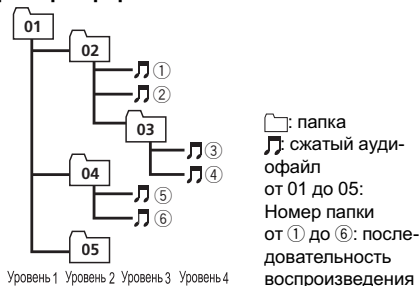 01
02
①
②
03
③
④
04
⑤
⑥
05
Уровень 1 Уровень 2 Уровень 3 Уровень 4
: папка
: сжатый ауди-
офайл
от 01 до 05:
Номер папки
от ① до ⑥: после-
довательность
воспроизведения